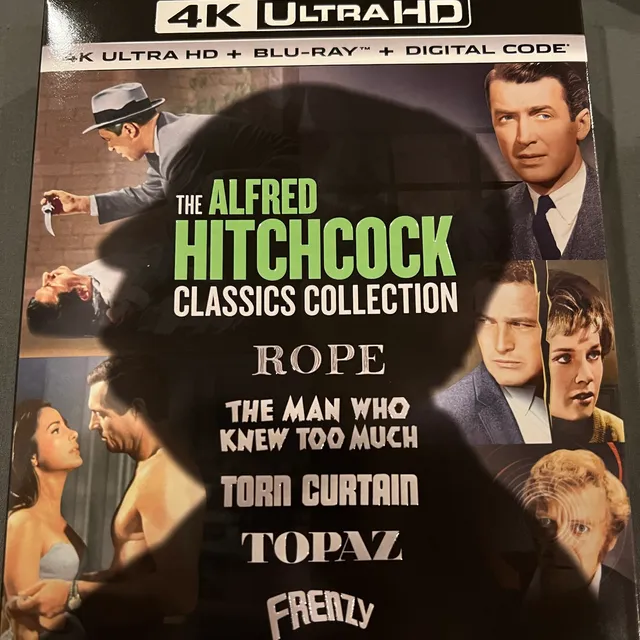 4K ULTRA HD
4K ULTRA HD + BLU-RAY™ + DIGITAL CODE*
THE ALFRED
HITCHCOCK
CLASSICS COLLECTION
ROPE
THE MAN WHO
KNEW TOO MUCH
TORN CURTAIN
TOPAZ
FRENZY